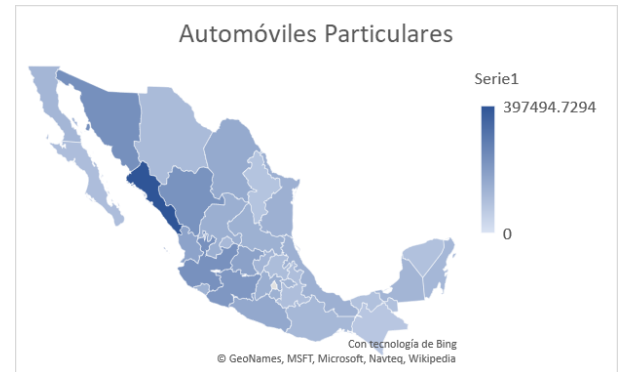 Automóviles Particulares
Serie1
397494.7294
0
Con tecnología de Bing
© GeoNames, MSFT, Microsoft, Navteq, Wikipedia